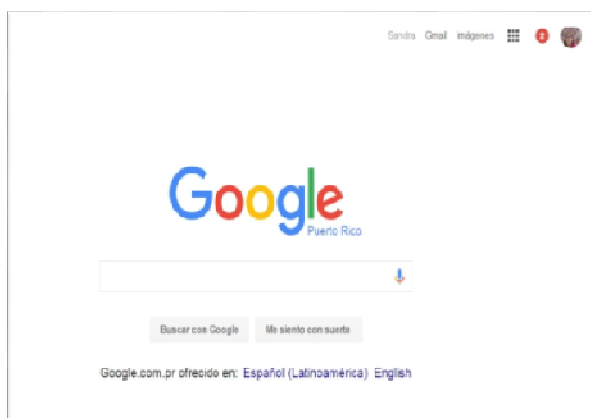 Sandra Gmail imágenes 2
Google
Puerto Rico
Buscar con Google Me siento con suerte
Google.com.pr ofrecido en: Español (Latinoamérica) English